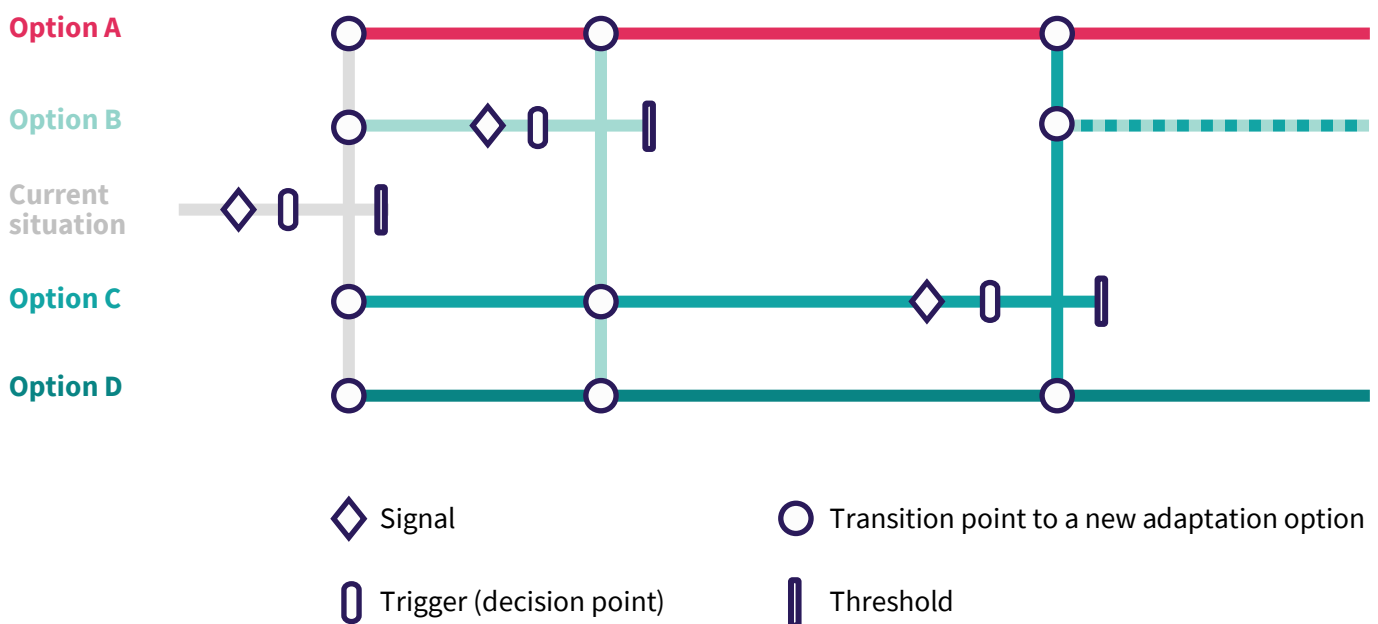 Option A
Option B
Current
situation
Option C
Option D
Signal
Transition point to a new adaptation option
Trigger (decision point)
Threshold